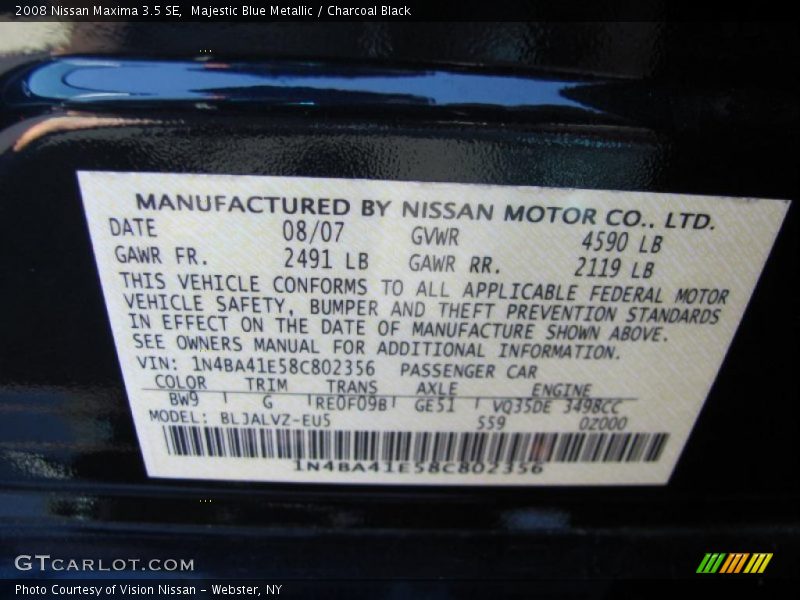 2008 Nissan Maxima 3.5 SE,  Majestic Blue Metallic / Charcoal Black
MANUFACTURED BY NISSAN MOTOR CO., LTD.
DATE 08/07 GVWR 4590 LB
GAWR FR. 2491 LB GAWR RR. 2119 LB
THIS VEHICLE CONFORMS TO ALL APPLICABLE FEDERAL MOTOR
VEHICLE SAFETY, BUMPER AND THEFT PREVENTION STANDARDS
IN EFFECT ON THE DATE OF MANUFACTURE SHOWN ABOVE.
SEE OWNERS MANUAL FOR ADDITIONAL INFORMATION.
VIN: 1N4BA41E58C802356 PASSENGER CAR
COLOR TRIM TRANS AXLE ENGINE
BW9 G RE0F09B GE51 VQ35DE 3498CC
MODEL: BLJALVZ-EU5 S59 0Z000
1N4BA41E58C802356
GTCARLOT.COM
Photo Courtesy of Vision Nissan - Webster, NY